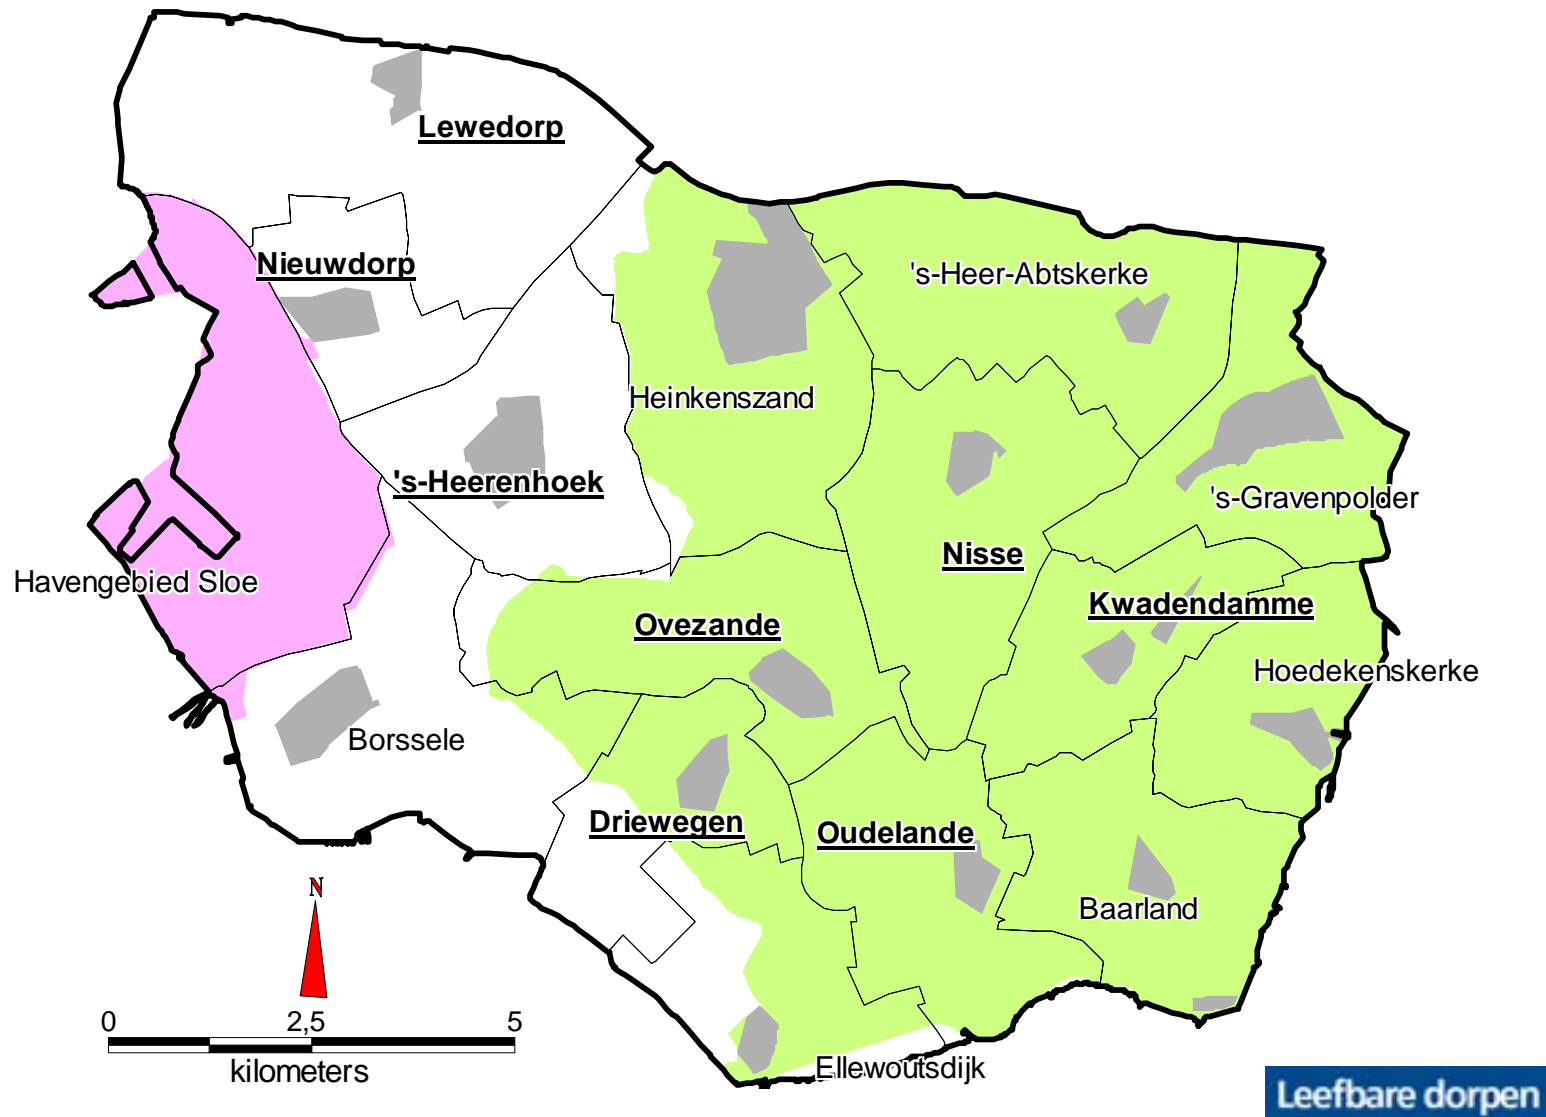 Lewedorp
Nieuwdorp
's-Heer-Abtskerke
Heinkenszand
's-Heerenhoek
's-Gravenpolder
Nisse
Havengebied Sloe
Kwadendamme
Ovezande
Hoedekenskerke
Borssele
Driewegen
Oudelande
Baarland
N
0 2,5 5
kilometers
Ellewoutsdijk
Leefbare dorpen